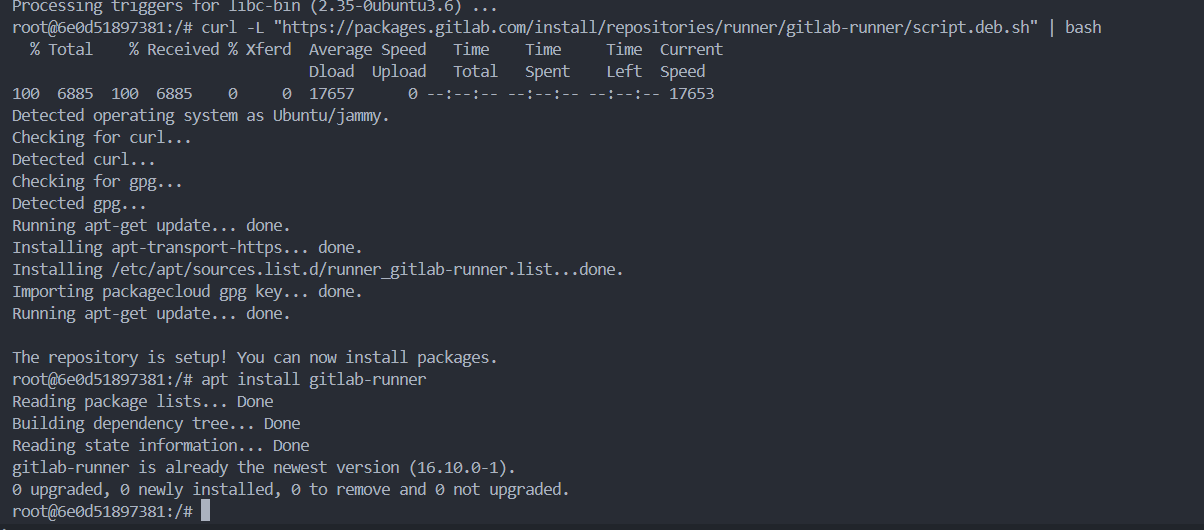 Processing triggers for libc-bin (2.35-0ubuntu3.6) ...
root@6e0d51897381:/# curl -L "https://packages.gitlab.com/install/repositories/runner/gitlab-runner/script.deb.sh" | bash
  % Total    % Received % Xferd  Average Speed   Time    Time     Time  Current
                                 Dload  Upload   Total   Spent    Left  Speed
100  6885  100  6885    0     0  17657      0 --:--:-- --:--:-- --:--:-- 17653
Detected operating system as Ubuntu/jammy.
Checking for curl...
Detected curl...
Checking for gpg...
Detected gpg...
Running apt-get update... done.
Installing apt-transport-https... done.
Installing /etc/apt/sources.list.d/runner_gitlab-runner.list...done.
Importing packagecloud gpg key... done.
Running apt-get update... done.

The repository is setup! You can now install packages.
root@6e0d51897381:/# apt install gitlab-runner
Reading package lists... Done
Building dependency tree... Done
Reading state information... Done
gitlab-runner is already the newest version (16.10.0-1).
0 upgraded, 0 newly installed, 0 to remove and 0 not upgraded.
root@6e0d51897381:/#